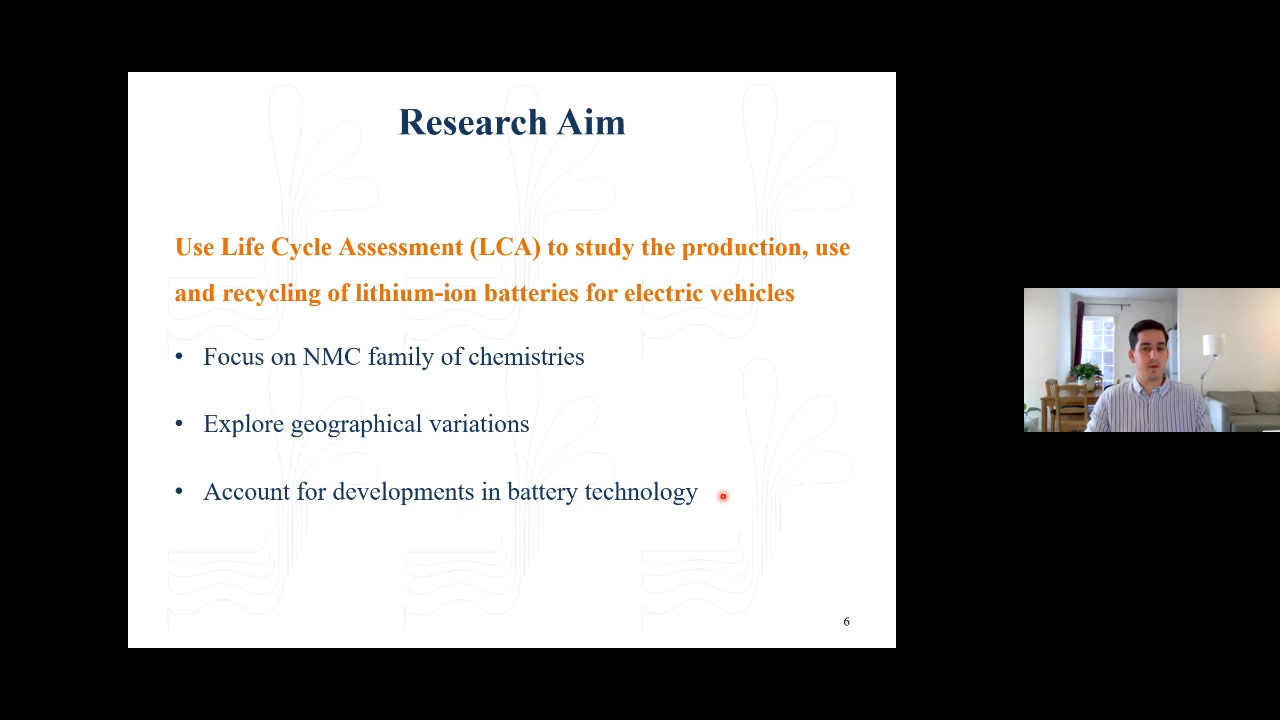 Research Aim
Use Life Cycle Assessment (LCA) to study the production, use
and recycling of lithium-ion batteries for electric vehicles
• Focus on NMC family of chemistries
• Explore geographical variations
• Account for developments in battery technology
6